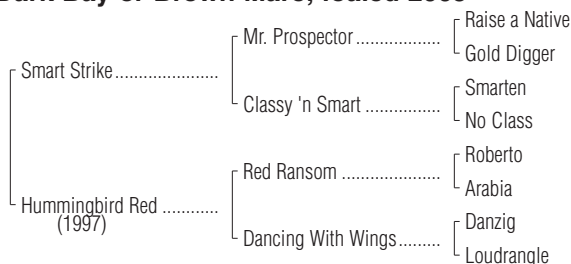 Dark Bay or Brown Mare; foaled
Raise a Native
Mr. Prospector ..................
Gold Digger
Smart Strike ......................
Smarten
Classy 'n Smart ................
No Class
Roberto
Red Ransom .....................
Arabia
Hummingbird Red ............
(1997)
Danzig
Dancing With Wings.........
Loudrangle